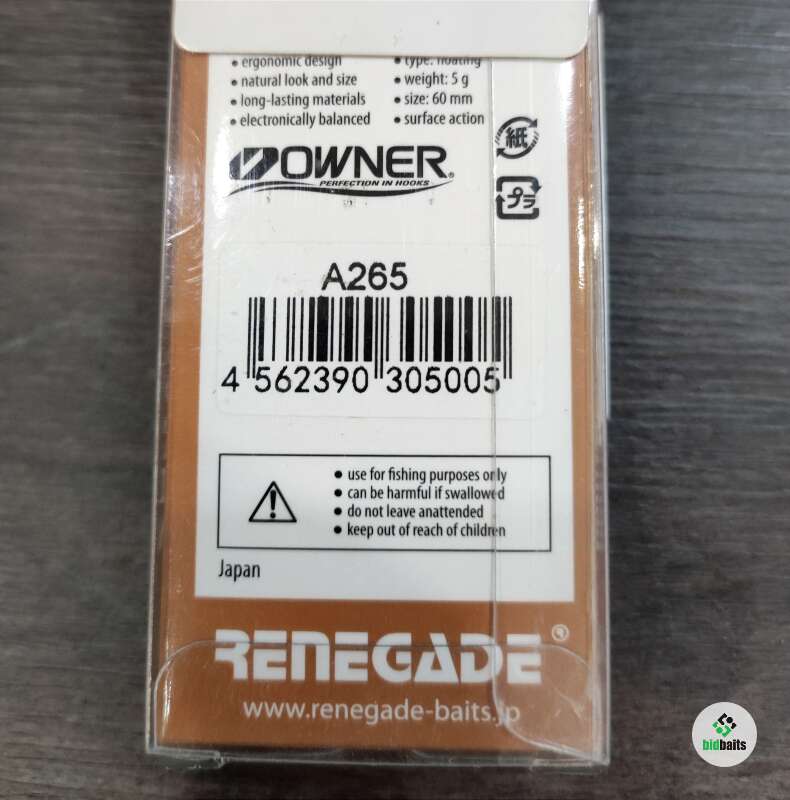 • ergonomic design
• natural look and size
• long-lasting materials
• electronically balanced
• type: floating
• weight: 5 g
• size: 60 mm
• surface action
紙
プラ
OWNER®
PERFECTION IN HOOKS
A265
4 562390 305005
• use for fishing purposes only
• can be harmful if swallowed
• do not leave anattended
• keep out of reach of children
Japan
RENEGADE®
www.renegade-baits.jp
bidbaits